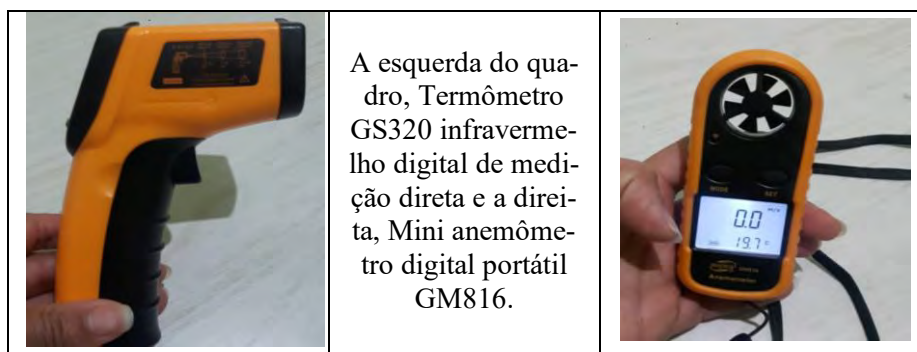 A esquerda do qua-
dro, Termômetro
GS320 infraverme-
lho digital de medi-
ção direta e a direi-
ta, Mini anemôme-
tro digital portátil
GM816.
MODE SET
0.0
19.7
Anemometer